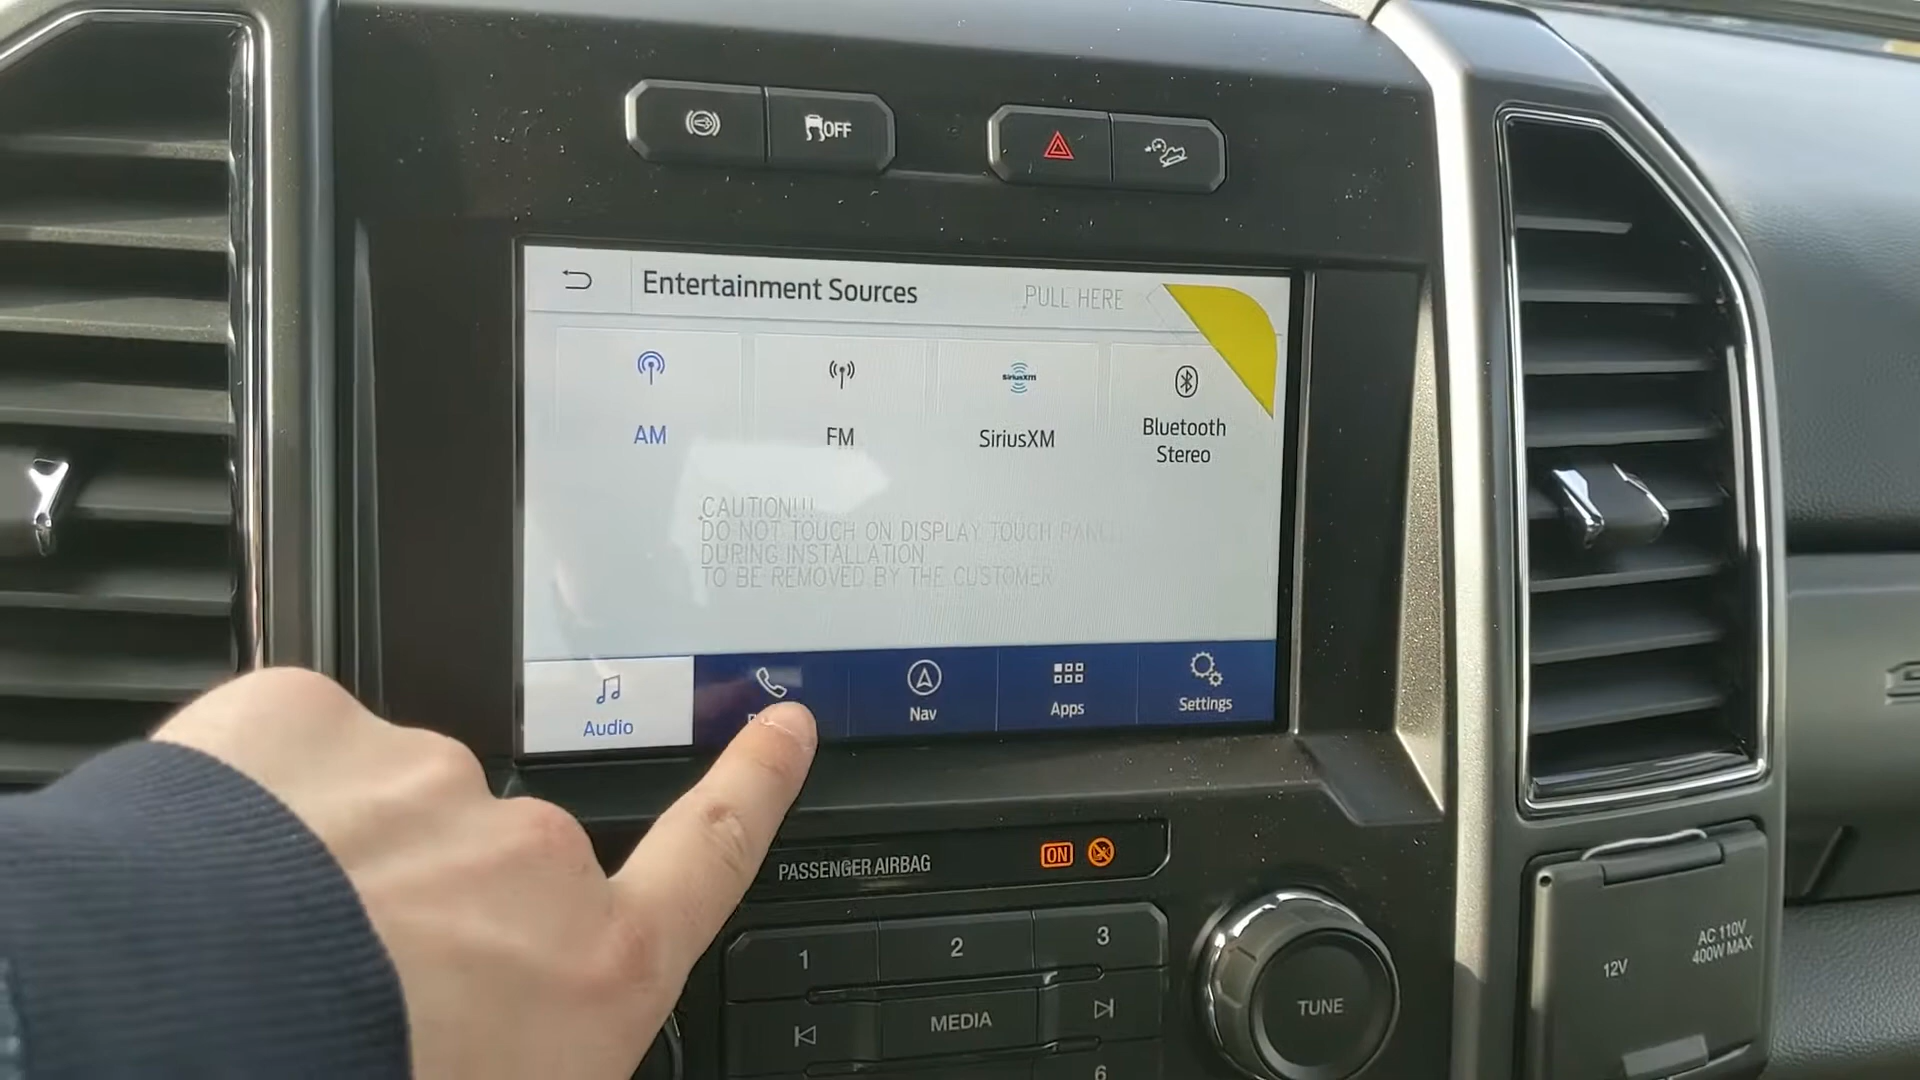 OFF
Entertainment Sources
PULL HERE
AM
FM
siriusxm
SiriusXM
Bluetooth
Stereo
CAUTION!!!
DO NOT TOUCH ON DISPLAY TOUCH PANEL
DURING INSTALLATION
TO BE REMOVED BY THE CUSTOMER
Audio
Nav
Apps
Settings
PASSENGER AIRBAG
ON
1
2
3
MEDIA
6
TUNE
12V
AC 110V
400W MAX